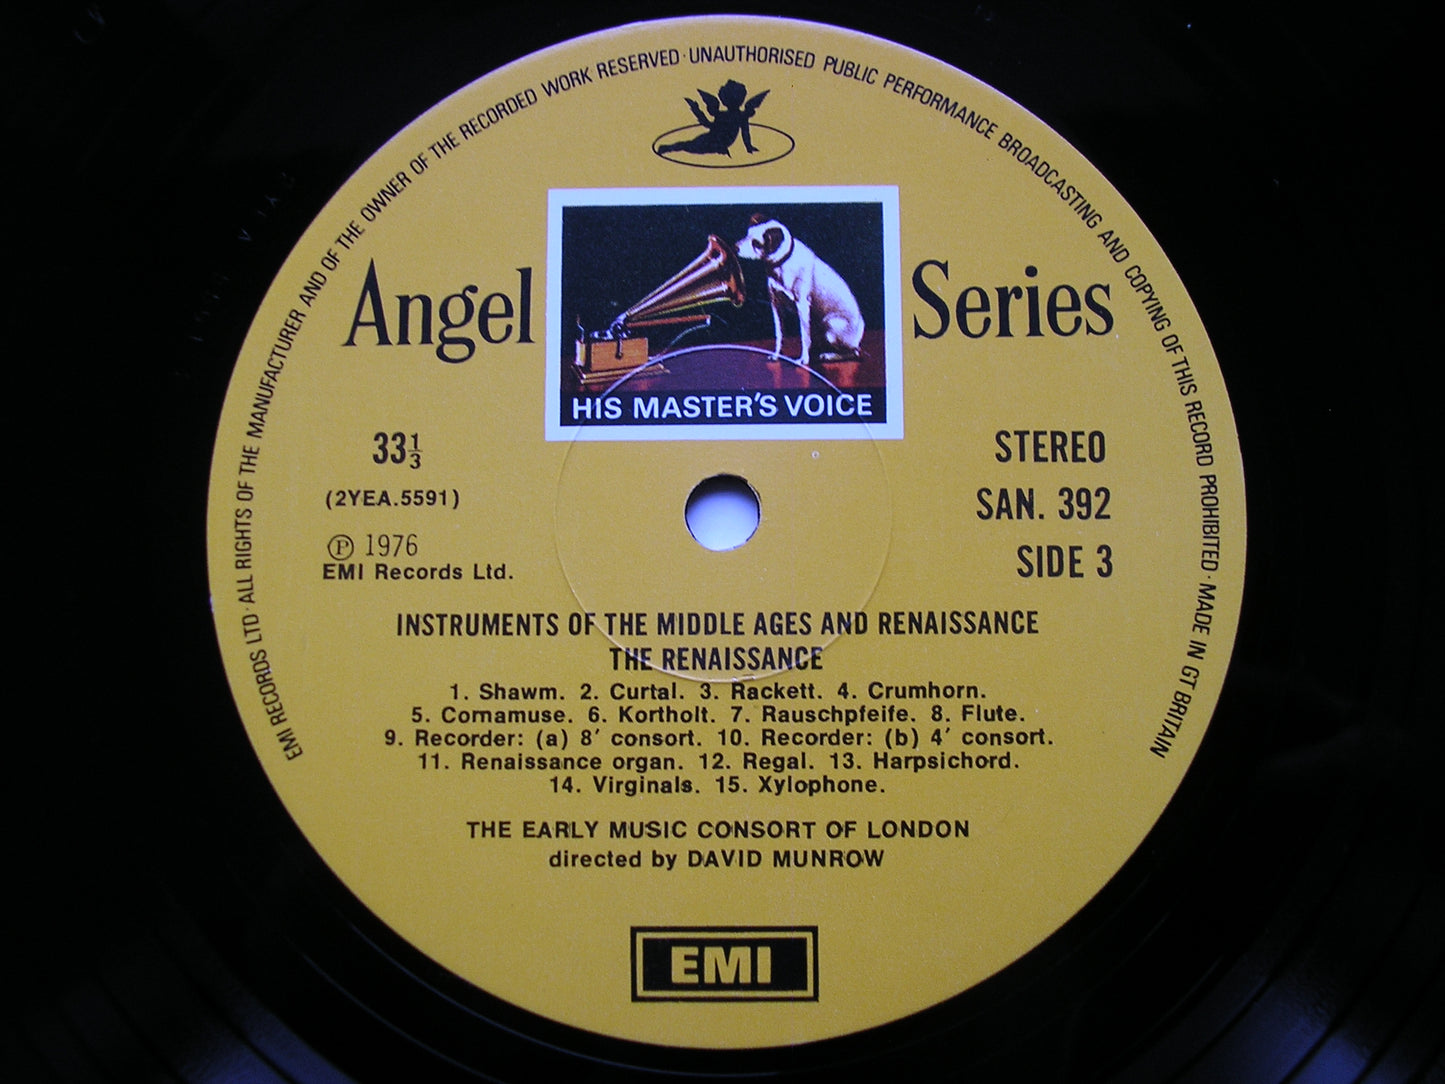 EMI RECORDS LTD · ALL RIGHTS OF THE MANUFACTURER AND OF THE OWNER OF THE RECORDED WORK RESERVED · UNAUTHORISED PUBLIC PERFORMANCE BROADCASTING AND COPYING OF THIS RECORD PROHIBITED · MADE IN GT BRITAIN
Angel Series
HIS MASTER'S VOICE
33 1/3
STEREO
(2YEA.5591)
SAN. 392
℗ 1976
EMI Records Ltd.
SIDE 3
INSTRUMENTS OF THE MIDDLE AGES AND RENAISSANCE
THE RENAISSANCE
1. Shawm. 2. Curtal. 3. Rackett. 4. Crumhorn.
5. Cornamuse. 6. Kortholt. 7. Rauschpfeife. 8. Flute.
9. Recorder: (a) 8' consort. 10. Recorder: (b) 4' consort.
11. Renaissance organ. 12. Regal. 13. Harpsichord.
14. Virginals. 15. Xylophone.
THE EARLY MUSIC CONSORT OF LONDON
directed by DAVID MUNROW
EMI